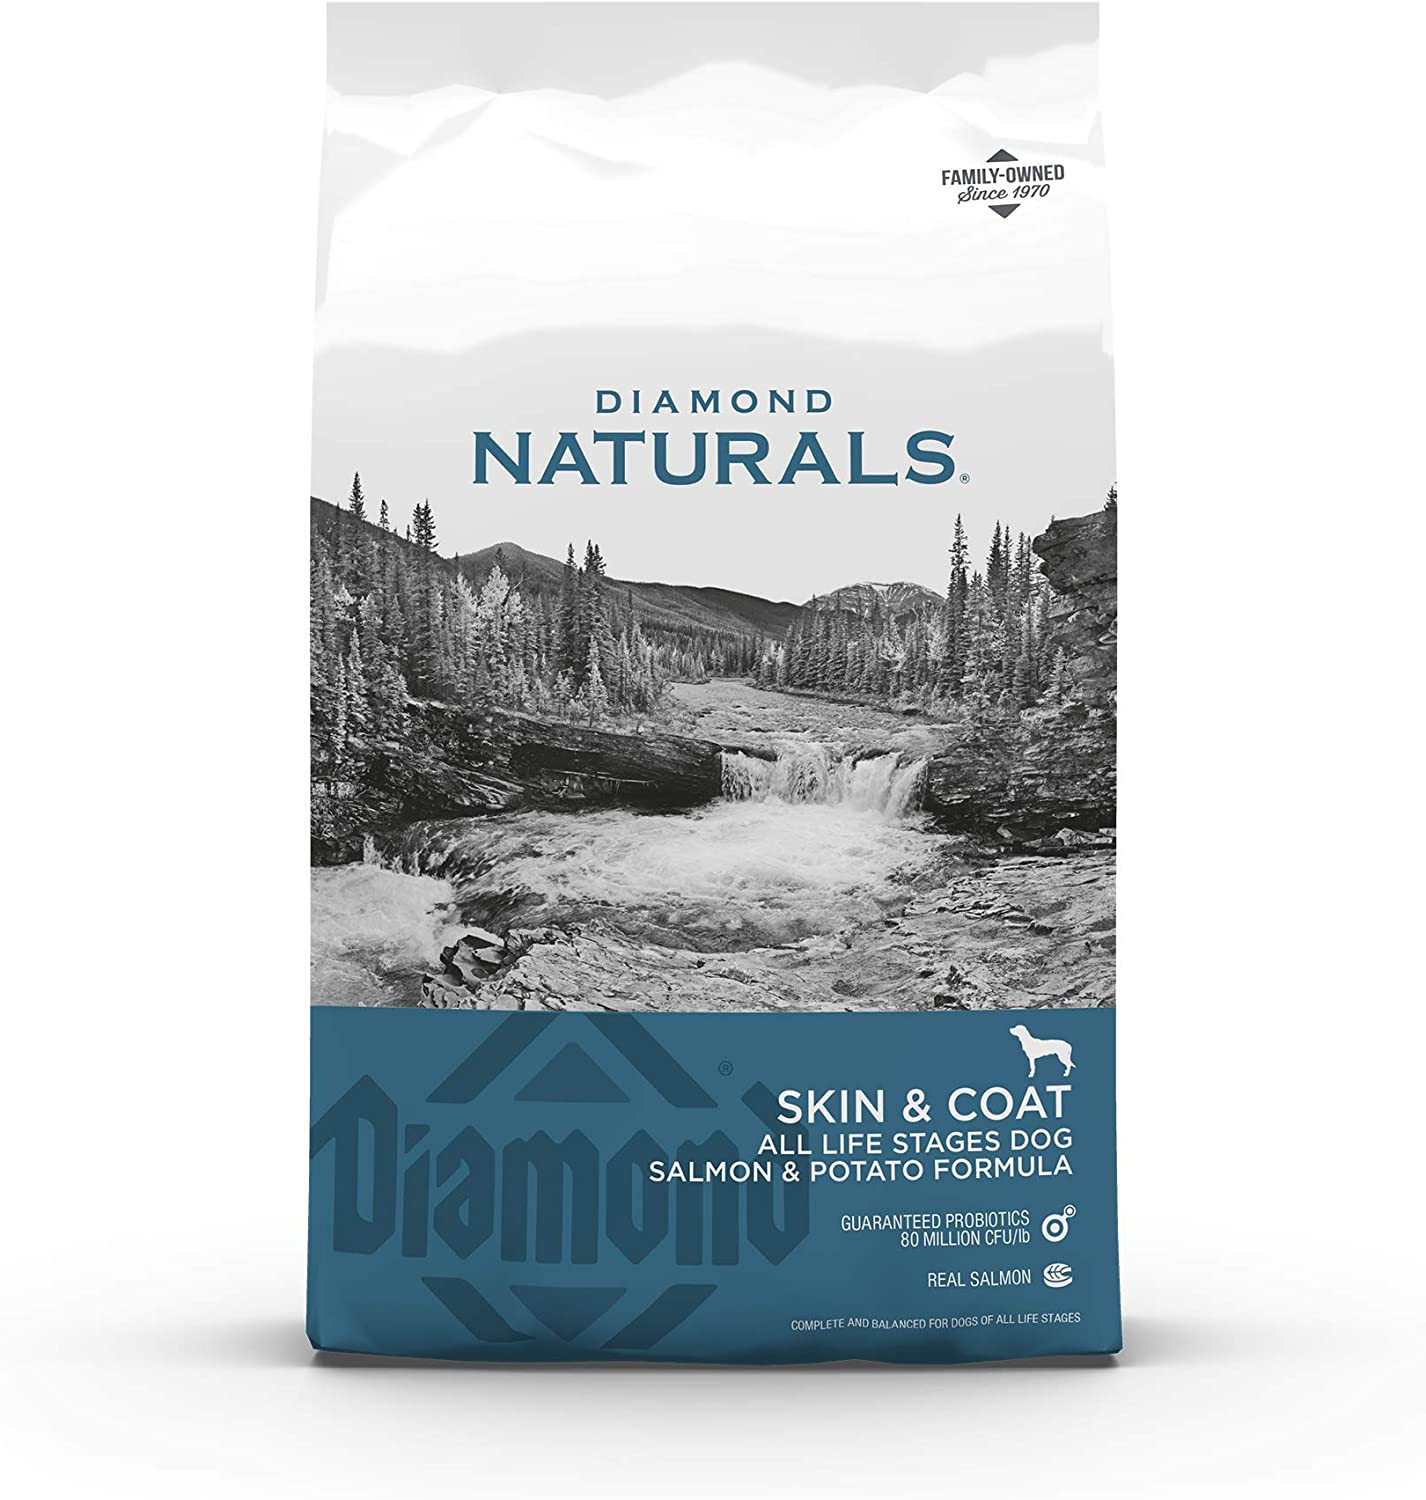 FAMILY-OWNED
Since 1970
DIAMOND
NATURALS®
Diamond®
SKIN & COAT
ALL LIFE STAGES DOG
SALMON & POTATO FORMULA
GUARANTEED PROBIOTICS
80 MILLION CFU/lb
REAL SALMON
COMPLETE AND BALANCED FOR DOGS OF ALL LIFE STAGES